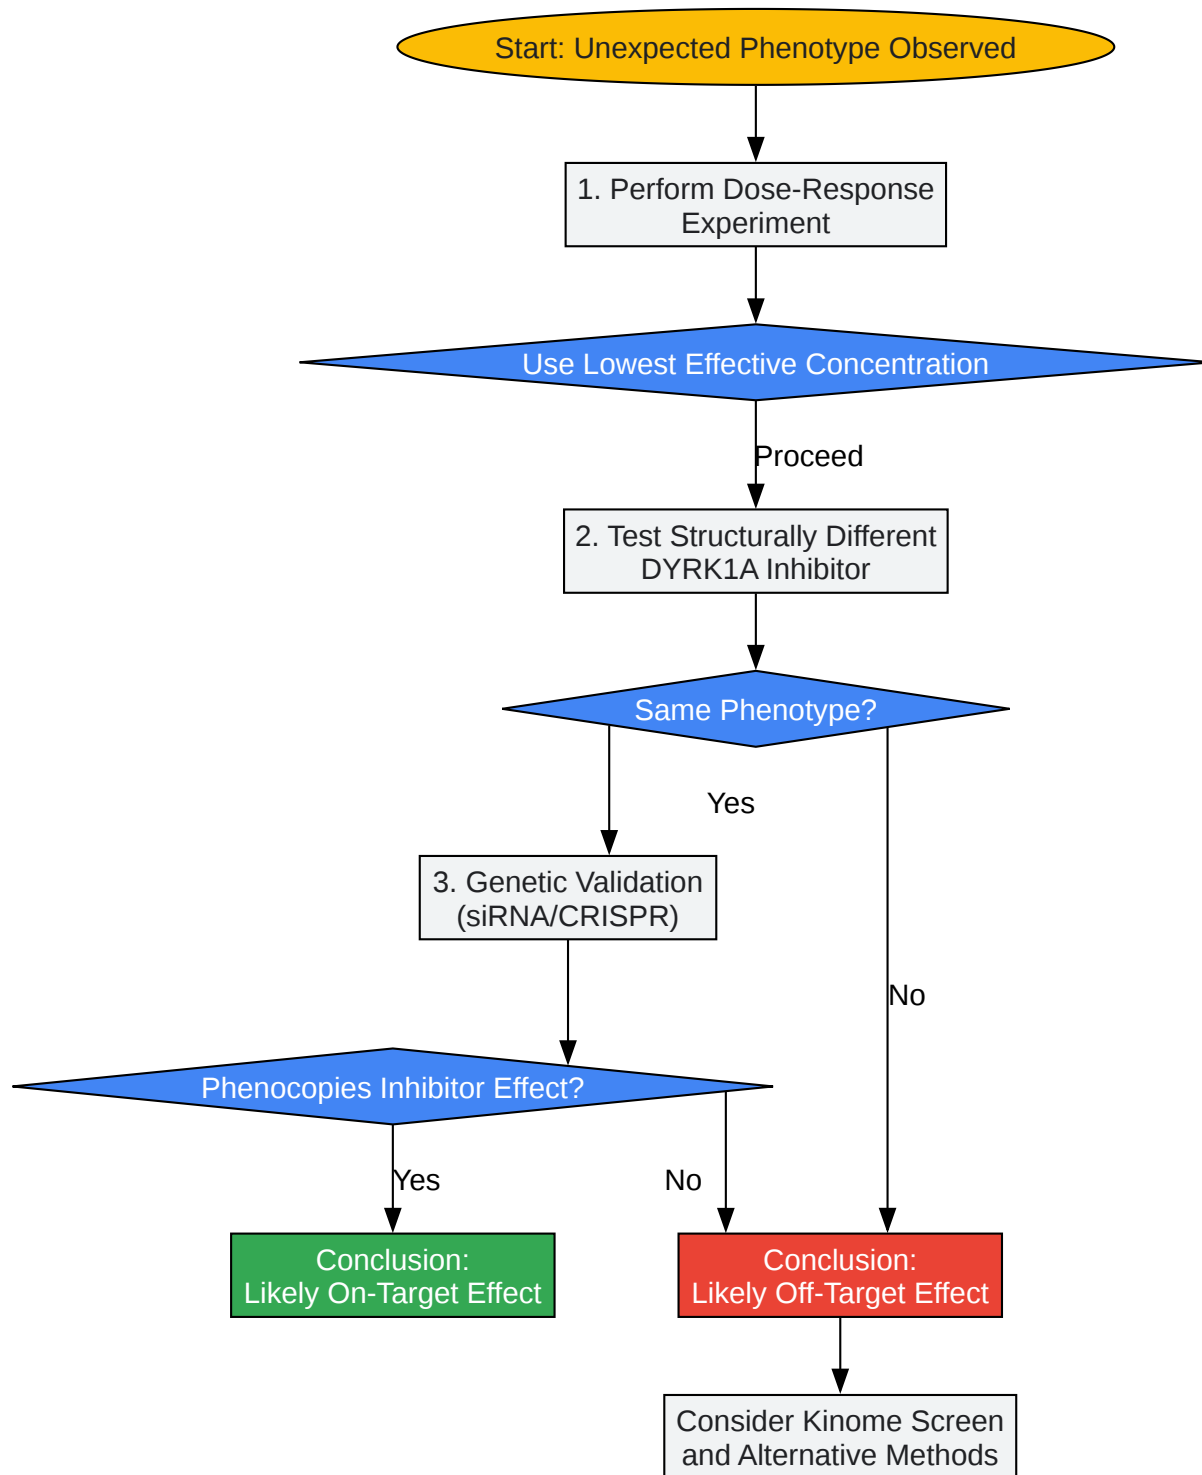 Start: Unexpected Phenotype Observed
1. Perform Dose-Response
Experiment
Use Lowest Effective Concentration
Proceed
2. Test Structurally Different
DYRK1A Inhibitor
Same Phenotype?
Yes
3. Genetic Validation
(siRNA/CRISPR)
No
Phenocopies Inhibitor Effect?
Yes
No
Conclusion:
Likely On-Target Effect
Conclusion:
Likely Off-Target Effect
Consider Kinome Screen
and Alternative Methods